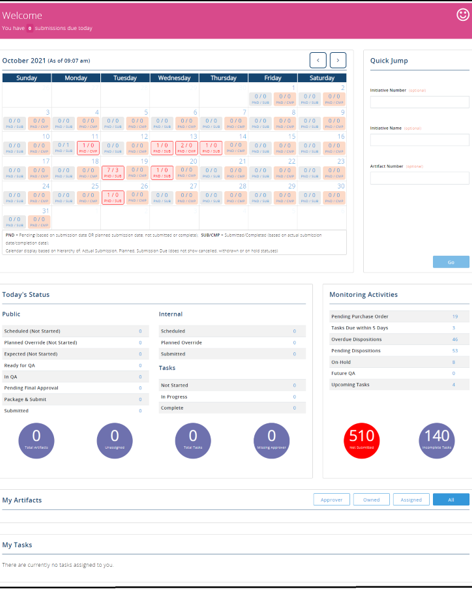 Welcome
You have 0 submissions due today
October 2021 (As of 09:07 am)
Sunday Monday Tuesday Wednesday Thursday Friday Saturday
1 2
0 / 0 0 / 0 0 / 0 0 / 0
PND / SUB PND / CMP PND / SUB PND / CMP
3 4 5 6 7 8 9
0 / 0 0 / 0 0 / 0 0 / 0 0 / 0 0 / 0 0 / 0 0 / 0 0 / 0 0 / 0 0 / 0 0 / 0 0 / 0 0 / 0
PND / SUB PND / CMP PND / SUB PND / CMP PND / SUB PND / CMP PND / SUB PND / CMP PND / SUB PND / CMP PND / SUB PND / CMP PND / SUB PND / CMP
10 11 12 13 14 15 16
0 / 0 0 / 0 0 / 1 1 / 0 0 / 0 0 / 0 1 / 0 2 / 0 1 / 0 0 / 0 0 / 0 0 / 0 0 / 0 0 / 0
PND / SUB PND / CMP PND / SUB PND / CMP PND / SUB PND / CMP PND / SUB PND / CMP PND / SUB PND / CMP PND / SUB PND / CMP PND / SUB PND / CMP
17 18 19 20 21 22 23
0 / 0 0 / 0 0 / 0 0 / 0 0 / 0 1 / 0 0 / 0 0 / 0 0 / 0 0 / 0 0 / 0 0 / 0 0 / 0
PND / SUB PND / CMP PND / SUB PND / CMP PND / SUB PND / CMP PND / SUB PND / CMP PND / SUB PND / CMP PND / SUB PND / CMP PND / SUB PND / CMP
24 25 26 27 28 29 30
0 / 0 0 / 0 0 / 0 0 / 0 1 / 0 0 / 0 0 / 0 0 / 0 0 / 0 0 / 0 0 / 0 0 / 0 0 / 0 0 / 0
PND / SUB PND / CMP PND / SUB PND / CMP PND / SUB PND / CMP PND / SUB PND / CMP PND / SUB PND / CMP PND / SUB PND / CMP PND / SUB PND / CMP
31
0 / 0 0 / 0
PND / SUB PND / CMP
PND = Pending (based on submission date OR planned submission date; not submitted or complete) SUB/CMP = Submitted/Completed (based on actual submission
date/completion date)
Calendar display based on hierarchy of: Actual Submission, Planned, Submission Due (does not show cancelled, withdrawn or on hold statuses)
Quick Jump
Initiative Number (optional)
Initiative Name (optional)
Artifact Number (optional)
Go
Today's Status
Public
Scheduled (Not Started) 0
Planned Override (Not Started) 0
Expected (Not Started) 0
Ready for QA 0
In QA 0
Pending Final Approval 0
Package & Submit 0
Submitted 0
Internal
Scheduled 0
Planned Override 0
Submitted 0
Tasks
Not Started 0
In Progress 0
Complete 0
0
Total Artifacts
0
Unassigned
0
Total Tasks
0
Missing Approval
Monitoring Activities
Pending Purchase Order 19
Tasks Due within 5 Days 3
Overdue Dispositions 40
Pending Dispositions 53
On Hold 8
Future QA 0
Upcoming Tasks 4
510
Not Submitted
140
Incomplete Tasks
My Artifacts
Approver Owned Assigned All
My Tasks
There are currently no tasks assigned to you.